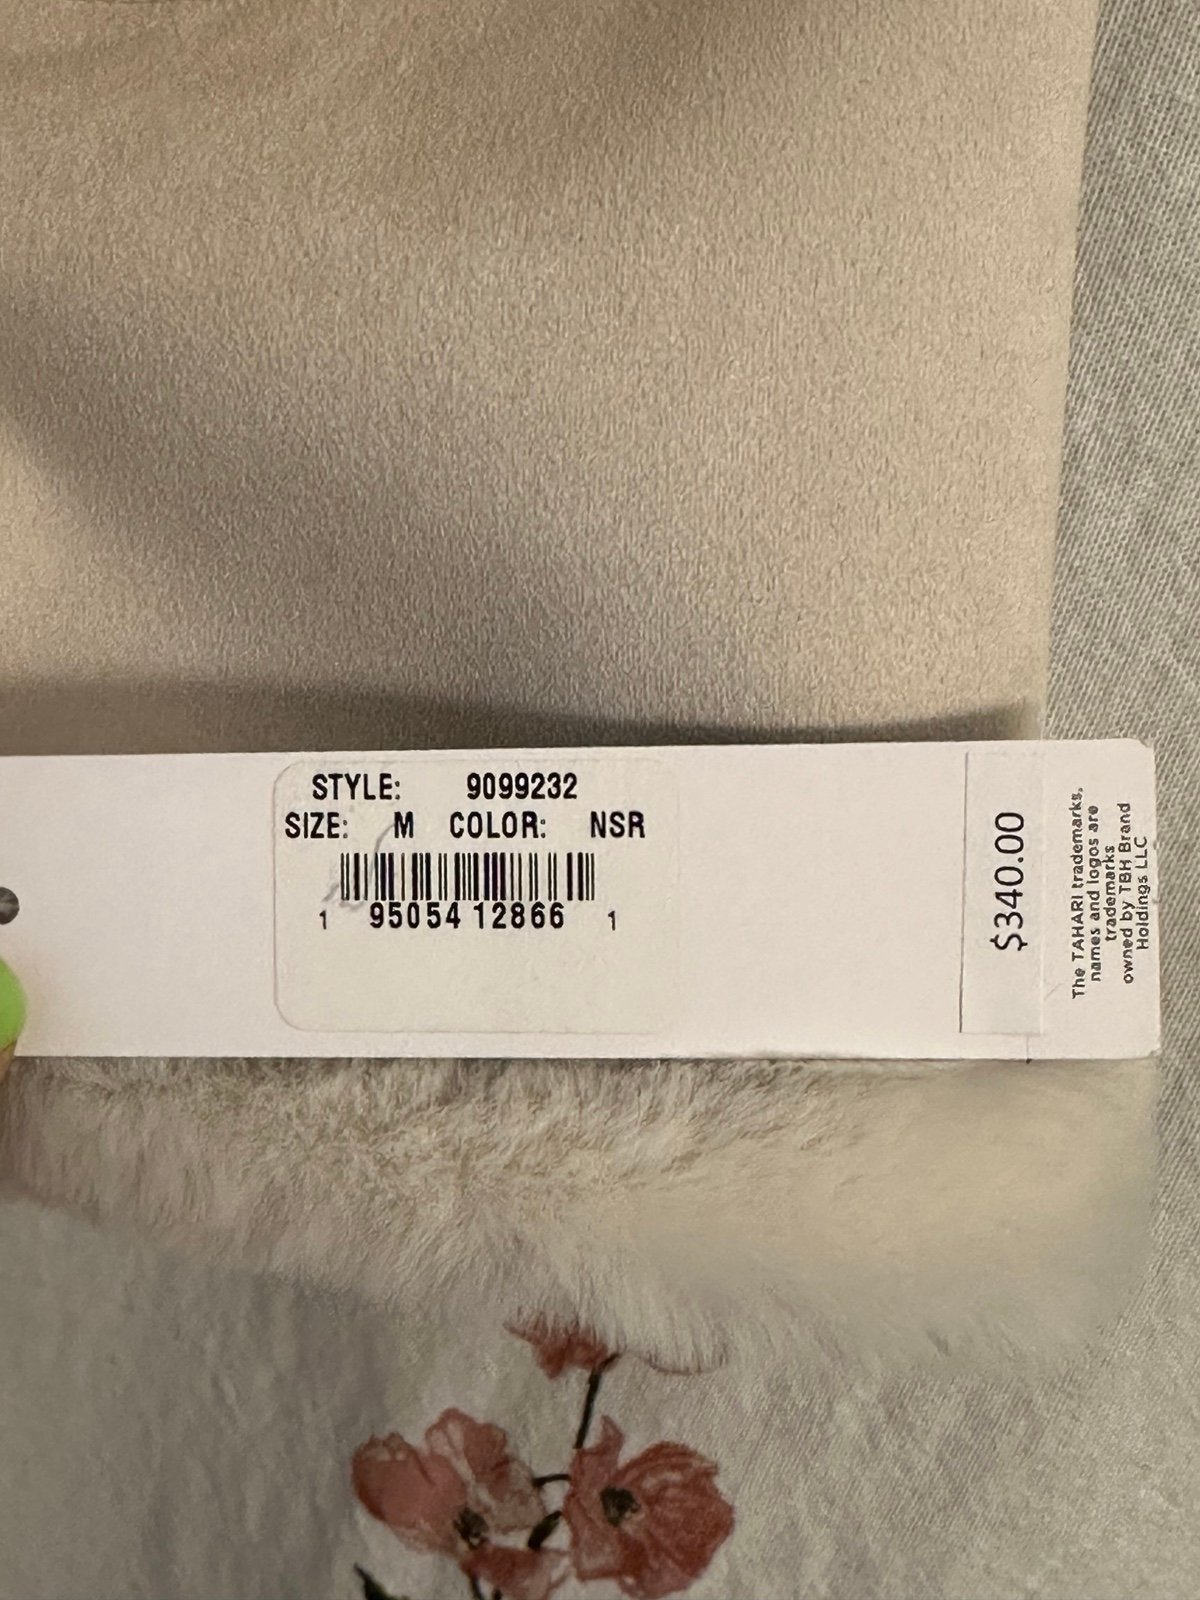 STYLE: 9099232
SIZE: M COLOR: NSR
1 95054 12866 1
$340.00
The TAHARI trademarks,
names and logos are
trademarks
owned by TBH Brand
Holdings LLC